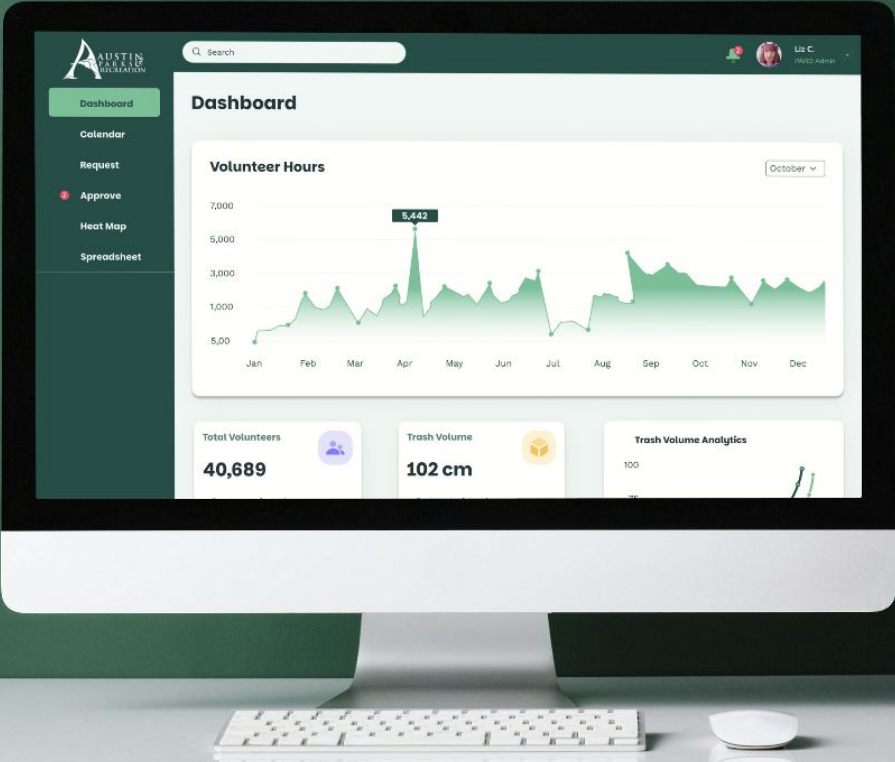 AUSTIN
PARKS &
RECREATION
Search
2
Liz C.
PARD Admin
Dashboard
Calendar
Request
2
Approve
Heat Map
Spreadsheet
Dashboard
Volunteer Hours
October
7,000
5,442
5,000
3,000
1,000
5,00
Jan Feb Mar Apr May Jun Jul Aug Sep Oct Nov Dec
Total Volunteers
40,689
Trash Volume
102 cm
Trash Volume Analytics
100
75